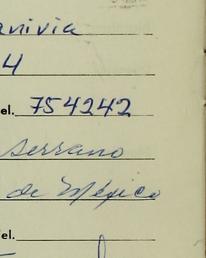 anivia
4
el. 754242
serrano
de México
el.